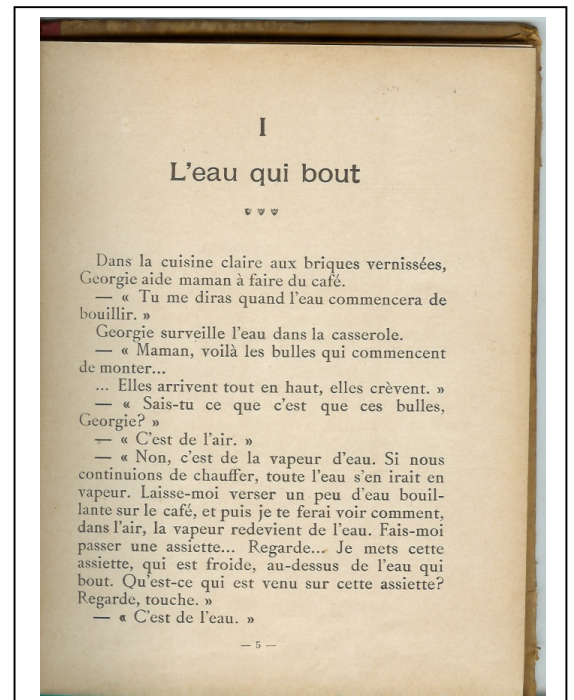 I
L'eau qui bout
Dans la cuisine claire aux briques vernissées,
Georgie aide maman à faire du café.
— « Tu me diras quand l'eau commencera de
bouillir. »
Georgie surveille l'eau dans la casserole.
— « Maman, voilà les bulles qui commencent
de monter...
... Elles arrivent tout en haut, elles crèvent. »
— « Sais-tu ce que c'est que ces bulles,
Georgie? »
— « C'est de l'air. »
— « Non, c'est de la vapeur d'eau. Si nous
continuions de chauffer, toute l'eau s'en irait en
vapeur. Laisse-moi verser un peu d'eau bouil-
lante sur le café, et puis je te ferai voir comment,
dans l'air, la vapeur redevient de l'eau. Fais-moi
passer une assiette... Regarde... Je mets cette
assiette, qui est froide, au-dessus de l'eau qui
bout. Qu'est-ce qui est venu sur cette assiette?
Regarde, touche. »
— « C'est de l'eau. »
— 5 —